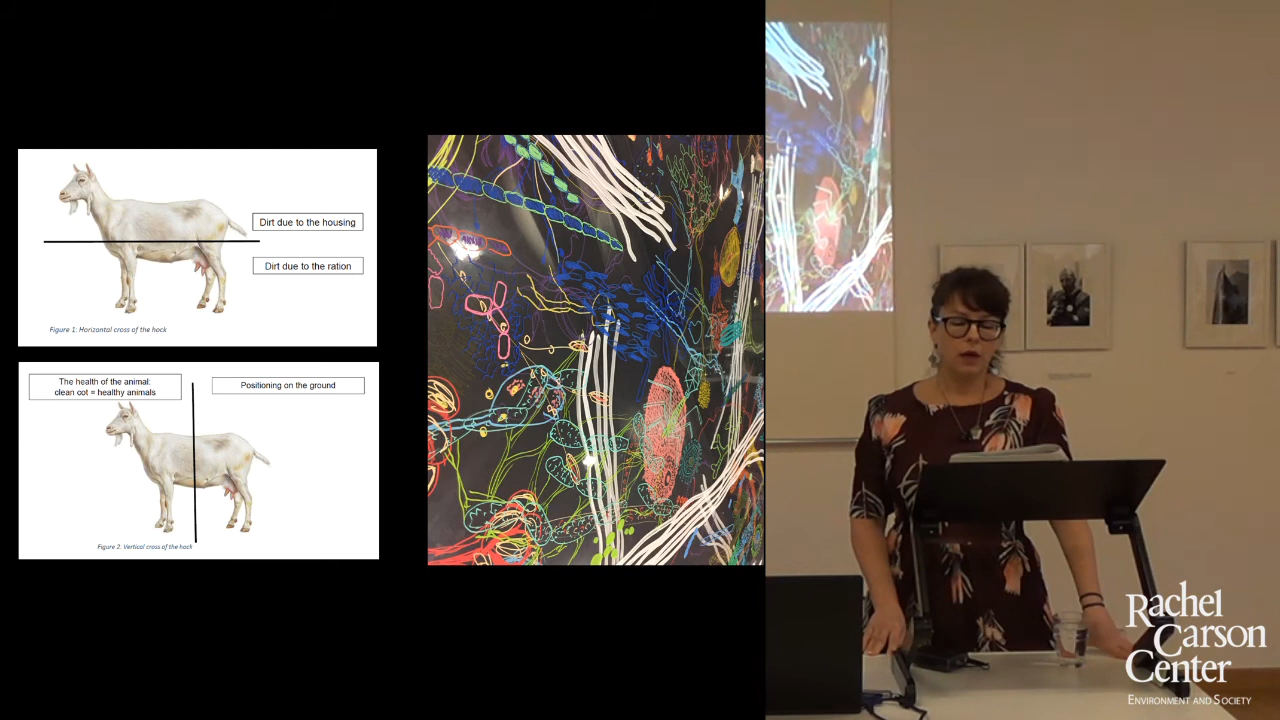 Dirt due to the housing
Dirt due to the ration
Figure 1: Horizantal cross of the hock
The health of the animal:
clean cot = healthy animals
Positioning on the ground
Figure 2: Vertical cross of the hock
Rachel
Carson
Center
Environment and Society